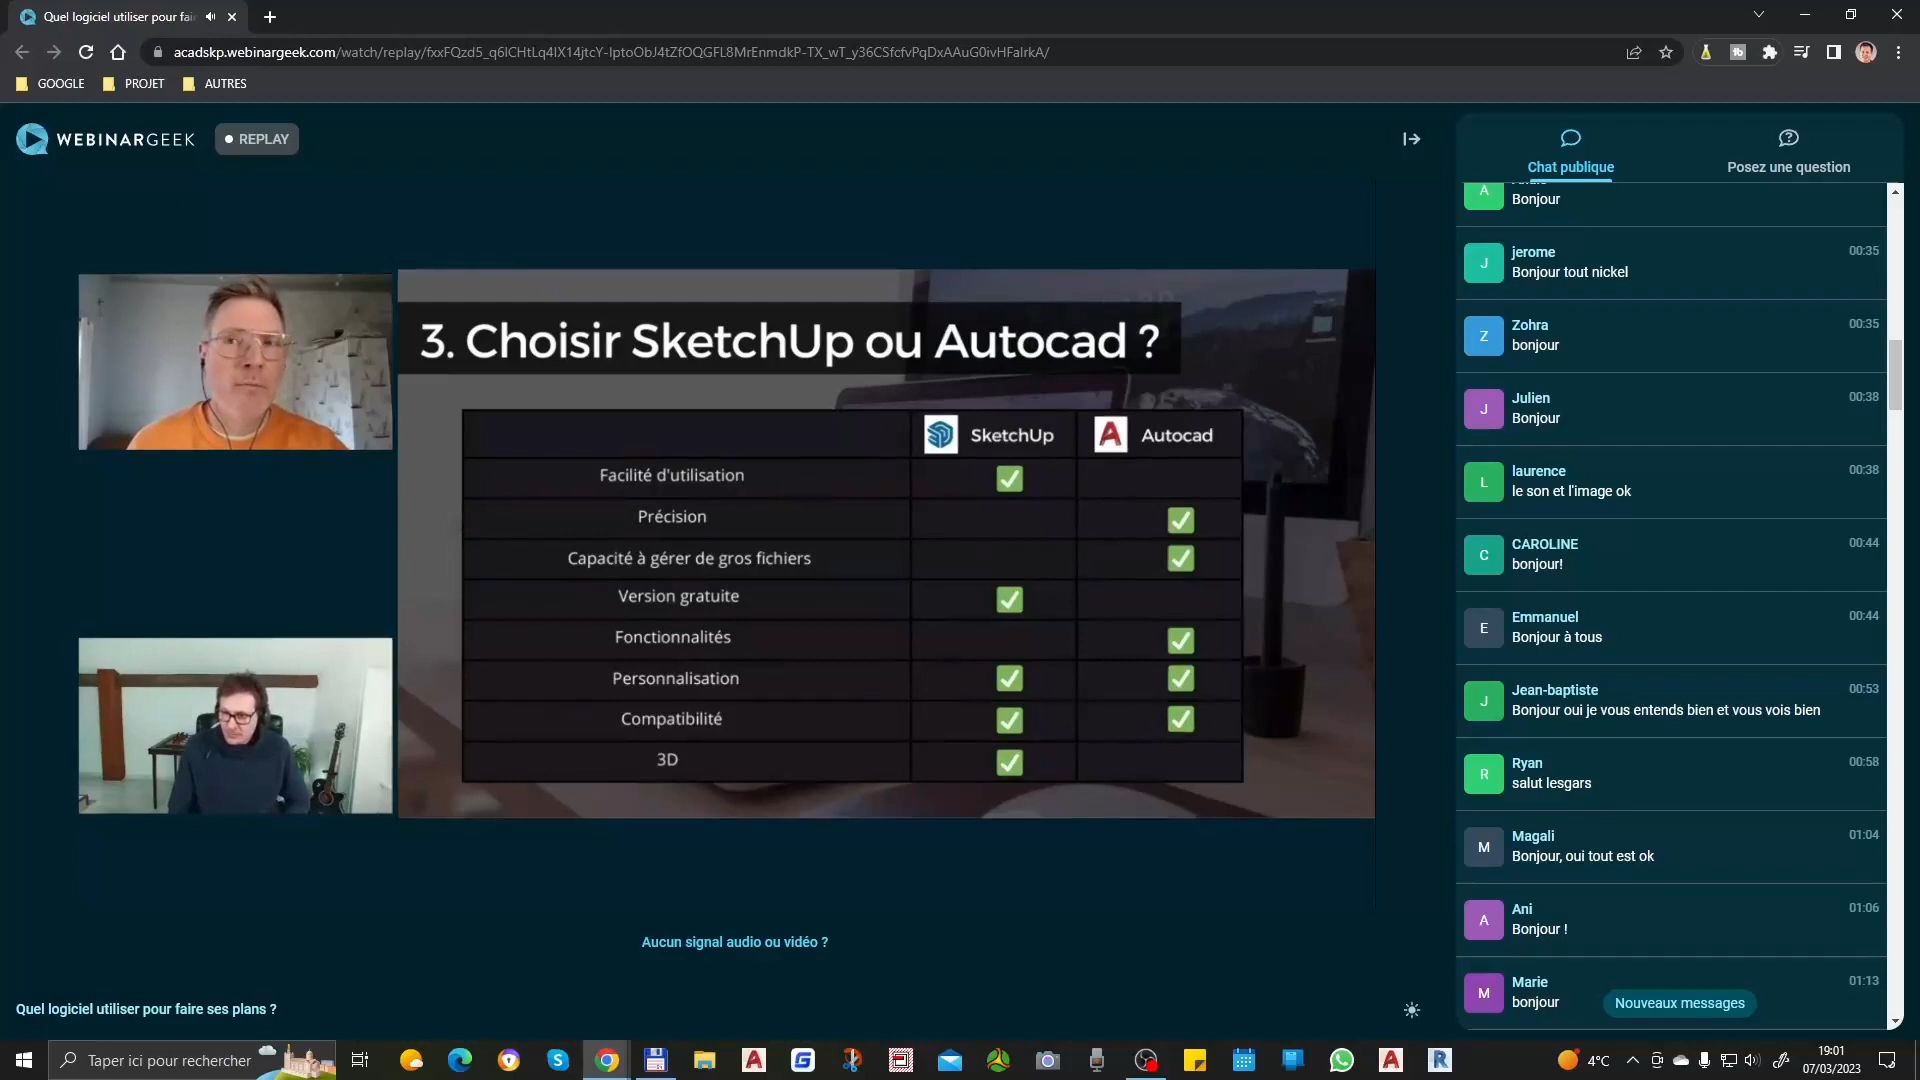 Quel logiciel utiliser pour fai
acadskp.webinargeek.com/watch/replay/fxxFQzd5_q6lCHtLq4IX14jtcY-IptoObJ4tZfOQGFL8MrEnmdkP-TX_wT_y36CSfcfvPqDxAAuG0ivHFalrkA/
GOOGLE
PROJET
AUTRES
WEBINARGEEK
REPLAY
3. Choisir SketchUp ou Autocad ?
SketchUp
Autocad
Facilité d'utilisation
Précision
Capacité à gérer de gros fichiers
Version gratuite
Fonctionnalités
Personnalisation
Compatibilité
3D
Aucun signal audio ou vidéo ?
Quel logiciel utiliser pour faire ses plans ?
Chat publique
Posez une question
A
Bonjour
J
jerome
00:35
Bonjour tout nickel
Z
Zohra
00:35
bonjour
J
Julien
00:38
Bonjour
L
laurence
00:38
le son et l'image ok
C
CAROLINE
00:44
bonjour!
E
Emmanuel
00:44
Bonjour à tous
J
Jean-baptiste
00:53
Bonjour oui je vous entends bien et vous vois bien
R
Ryan
00:58
salut lesgars
M
Magali
01:04
Bonjour, oui tout est ok
A
Ani
01:06
Bonjour !
M
Marie
01:13
bonjour
Nouveaux messages
Taper ici pour rechercher
4°C
19:01
07/03/2023